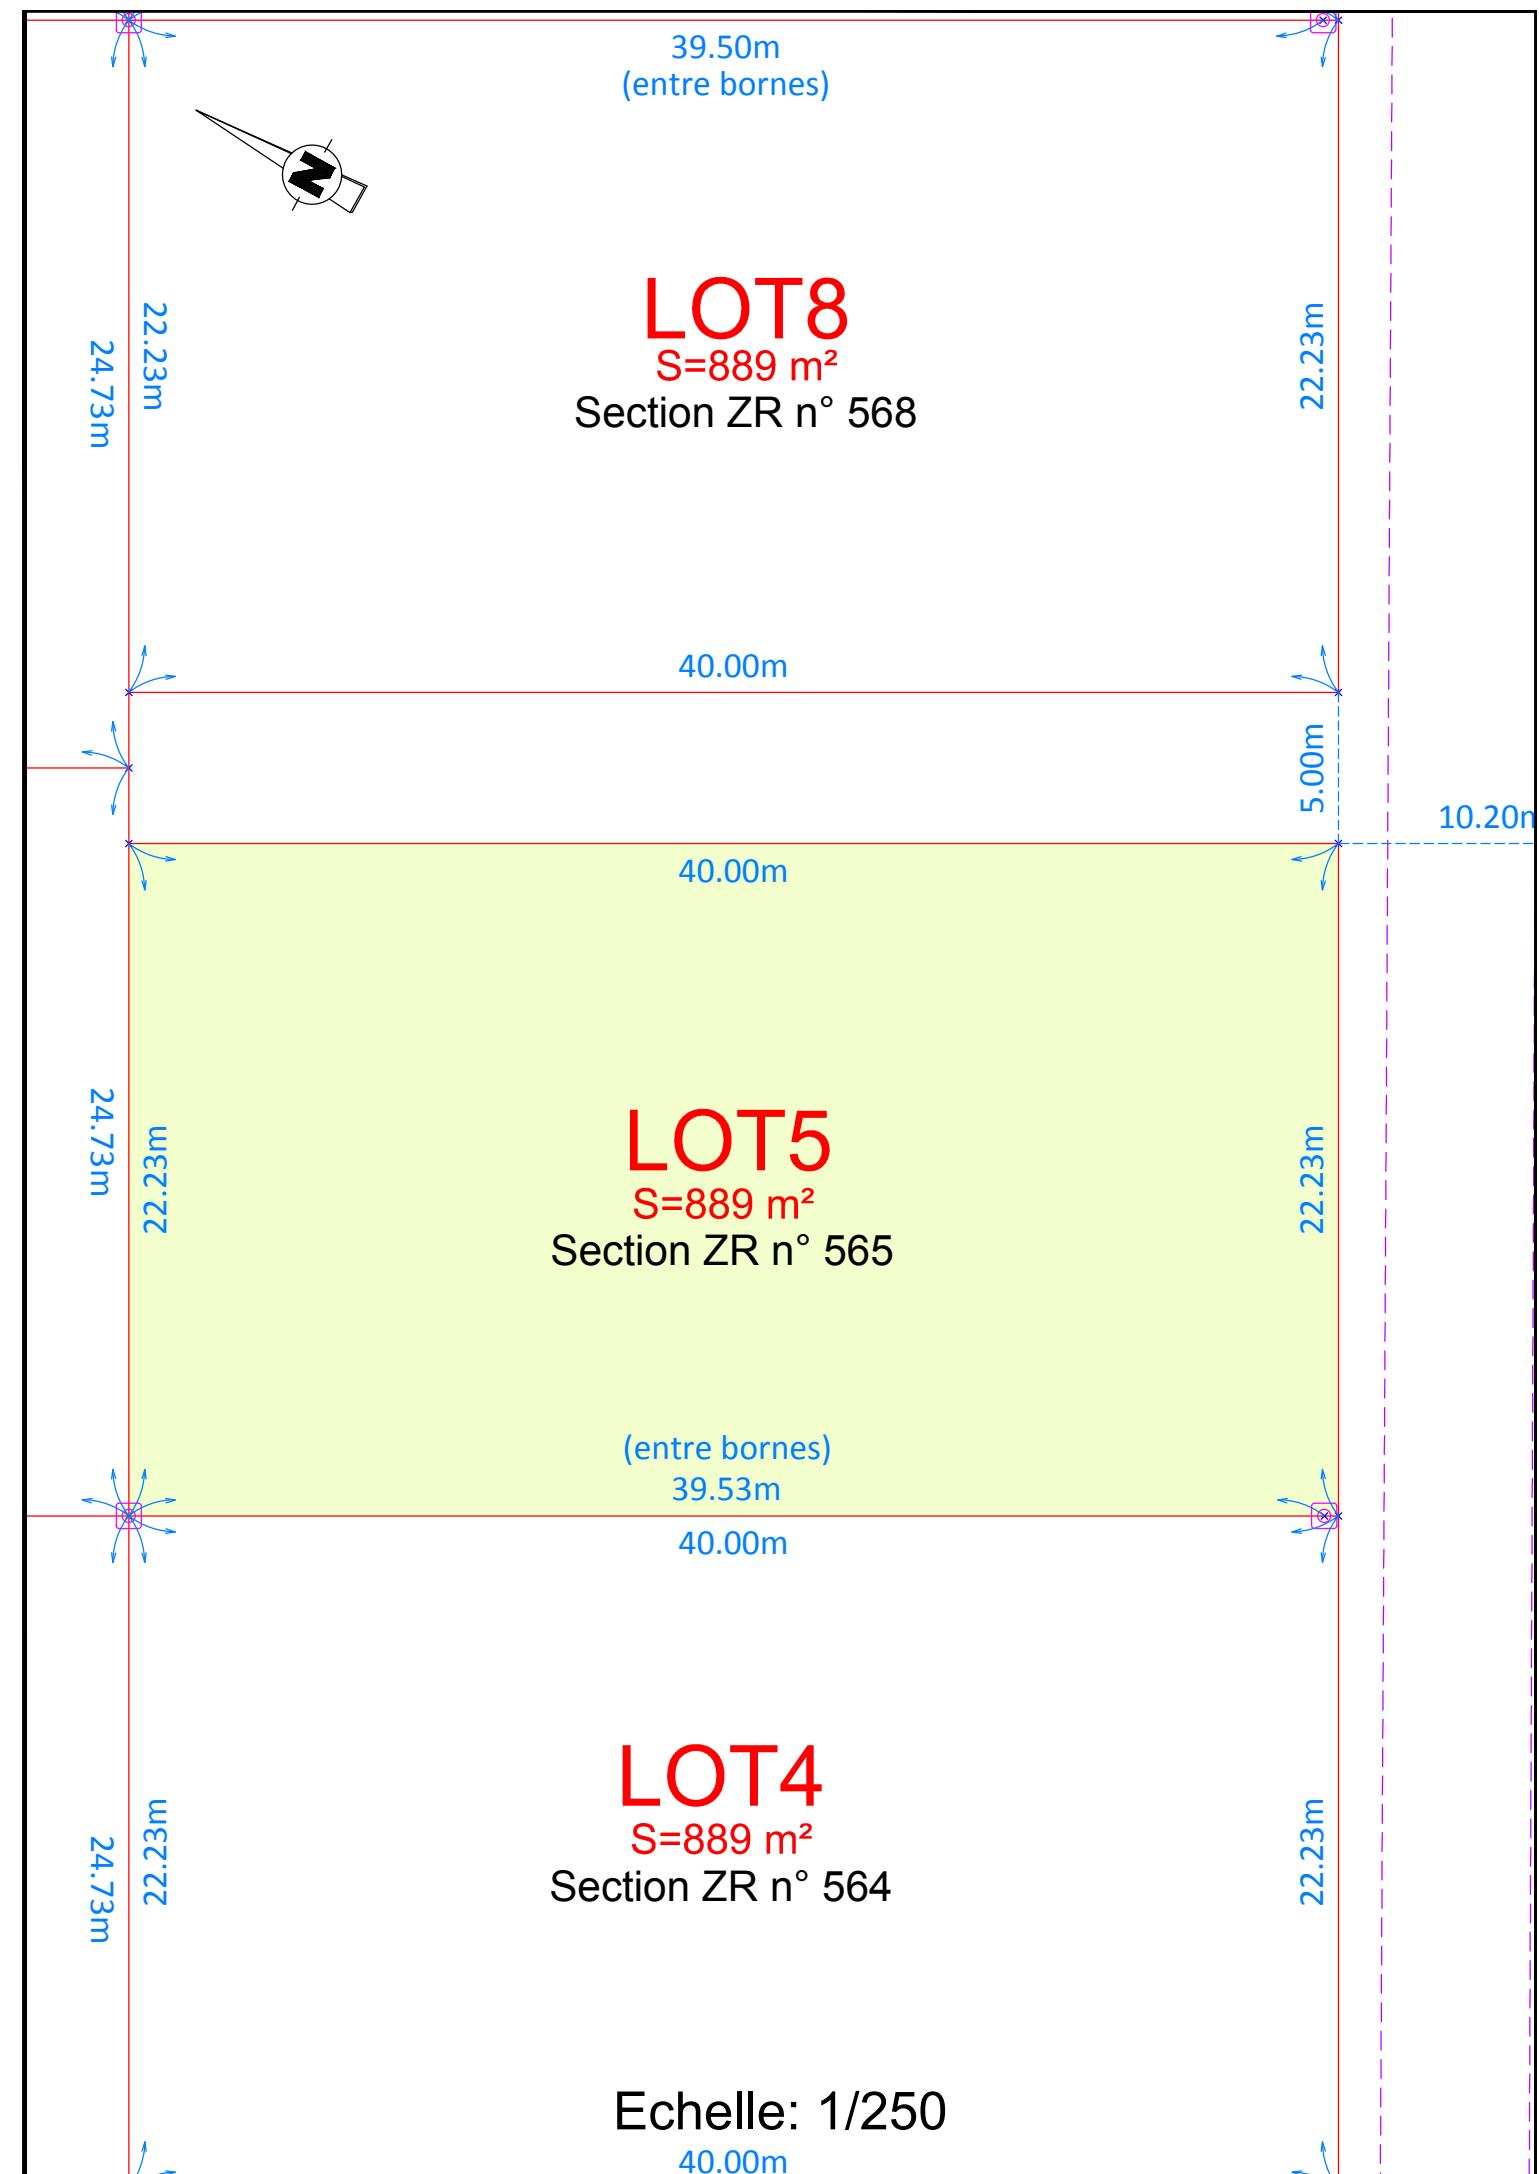 39.50m
(entre bornes)
N
LOT8
S=889 m²
Section ZR n° 568
22.23m
24.73m
22.23m
40.00m
5.00m
10.20m
40.00m
24.73m
22.23m
LOT5
S=889 m²
Section ZR n° 565
22.23m
(entre bornes)
39.53m
40.00m
LOT4
S=889 m²
Section ZR n° 564
24.73m
22.23m
22.23m
Echelle: 1/250
40.00m